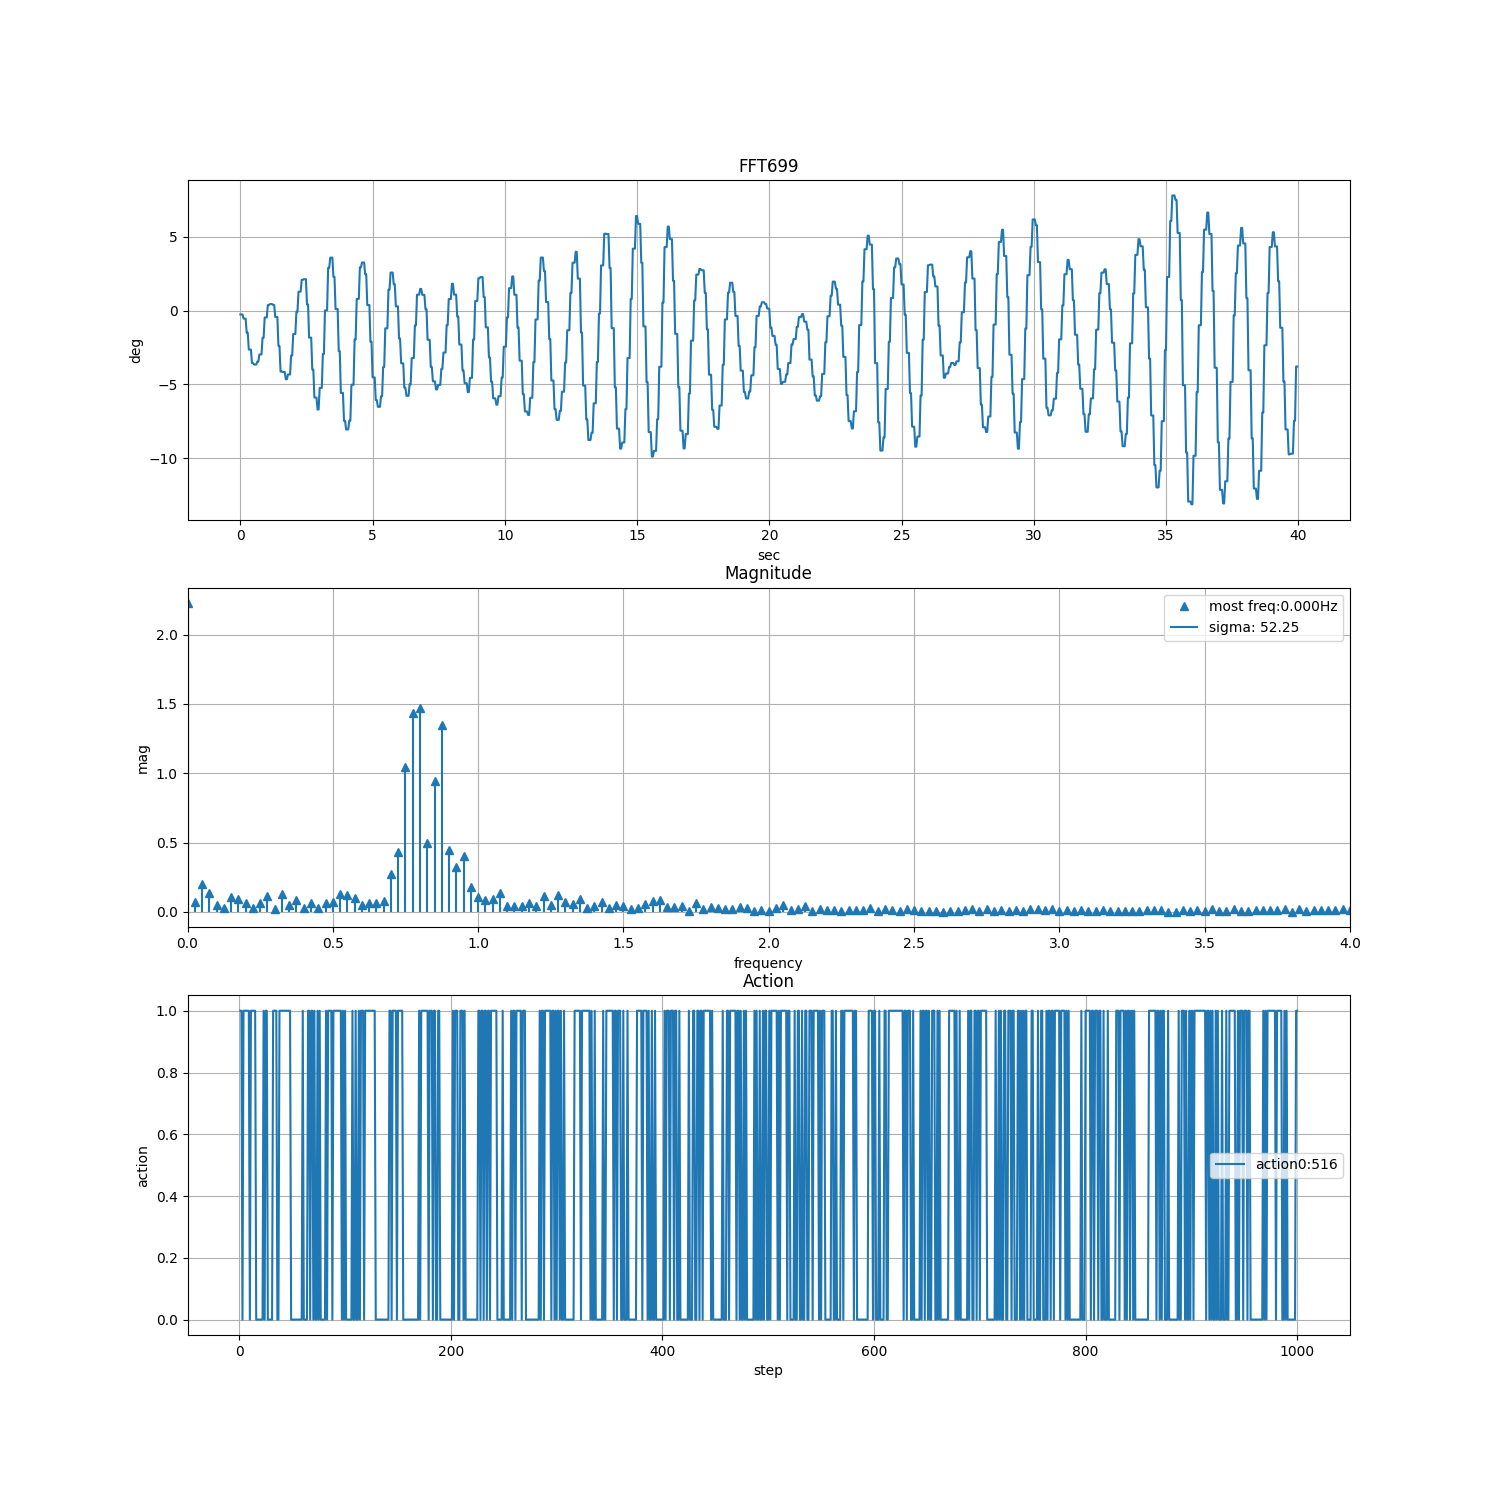 FFT699
5
0
−5
−10
deg
0 5 10 15 20 25 30 35 40
sec
Magnitude
most freq:0.000Hz
sigma: 52.25
2.0
1.5
1.0
0.5
0.0
mag
0.0 0.5 1.0 1.5 2.0 2.5 3.0 3.5 4.0
frequency
Action
1.0
0.8
0.6
0.4
0.2
0.0
action
action0:516
0 200 400 600 800 1000
step